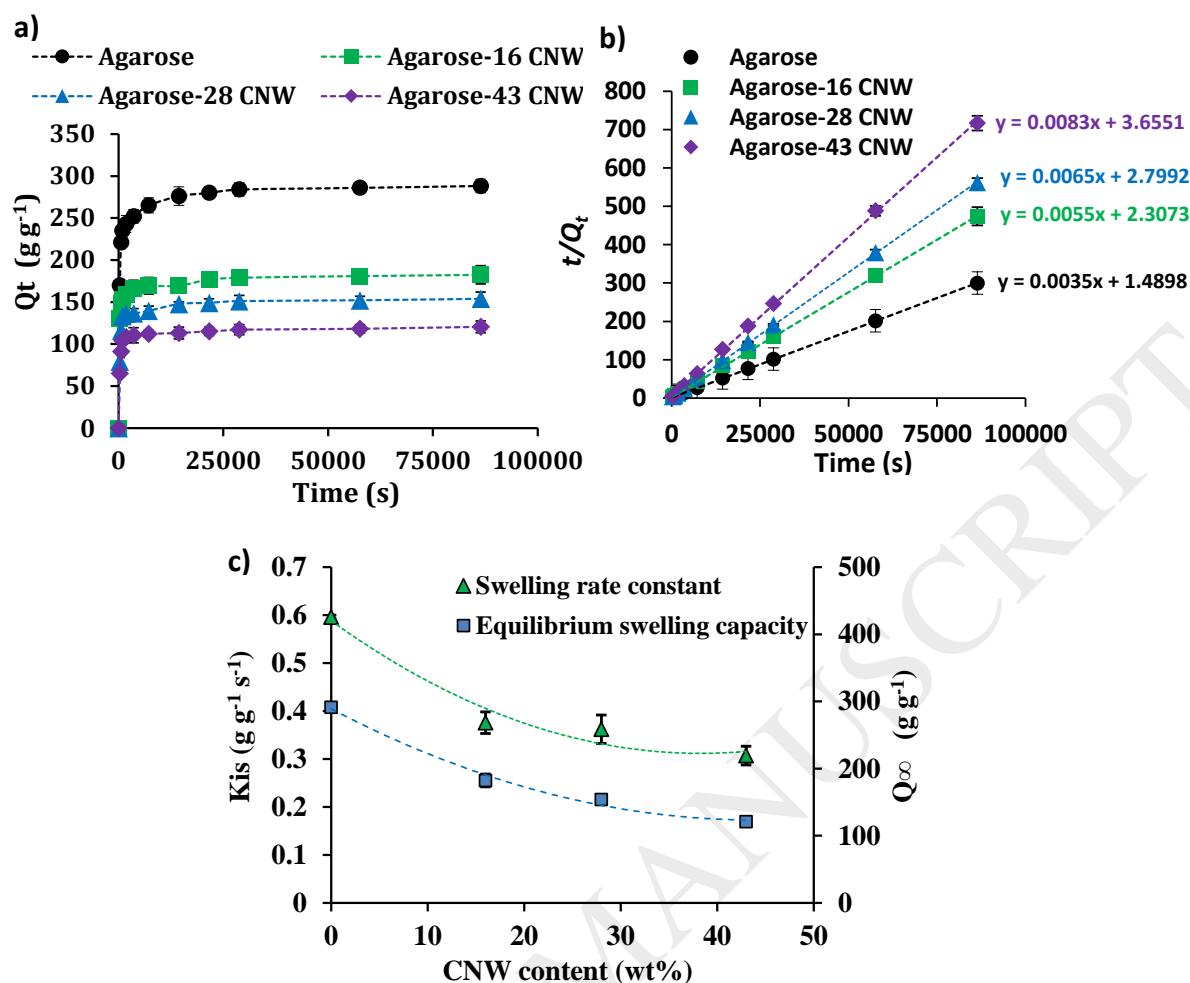 a)
Agarose
Agarose-16 CNW
Agarose-28 CNW
Agarose-43 CNW
350
300
250
200
150
100
50
0
Qt (g g-1)
0
25000
50000
75000
100000
Time (s)
b)
Agarose
Agarose-16 CNW
Agarose-28 CNW
Agarose-43 CNW
800
700
600
500
400
300
200
100
0
t/Qt
y = 0.0083x + 3.6551
y = 0.0065x + 2.7992
y = 0.0055x + 2.3073
y = 0.0035x + 1.4898
0
25000
50000
75000
100000
Time (s)
c)
Swelling rate constant
Equilibrium swelling capacity
0.7
0.6
0.5
0.4
0.3
0.2
0.1
0
Kis (g g-1 s-1)
500
400
300
200
100
0
Q∞ (g g-1)
0
10
20
30
40
50
CNW content (wt%)
MANUSCRIPT